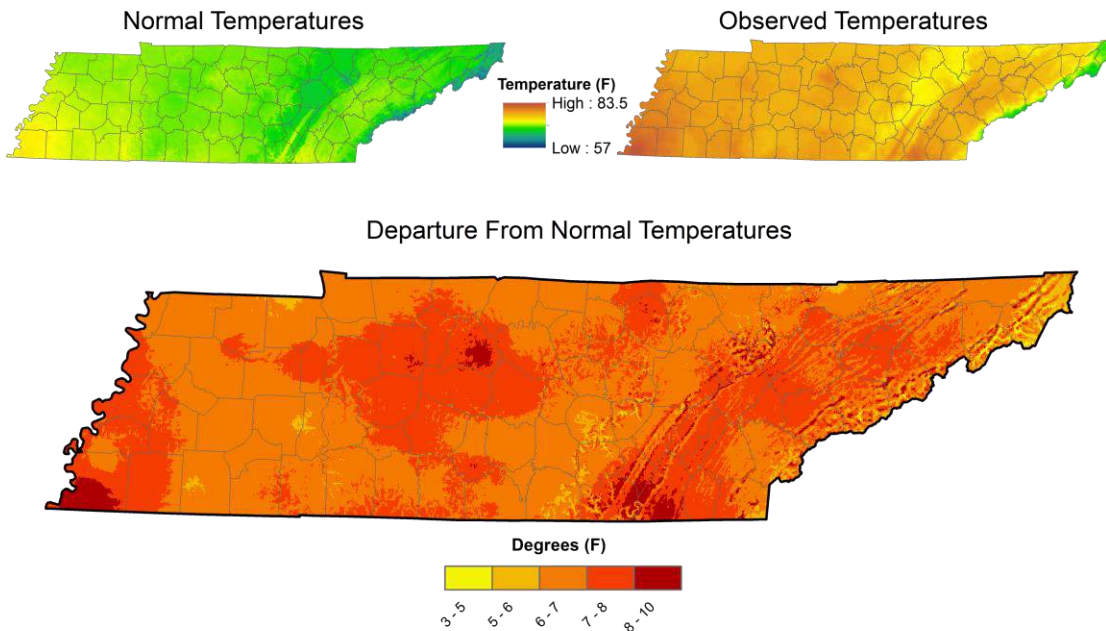 Normal Temperatures
Observed Temperatures
Temperature (F)
High : 83.5
Low : 57
Departure From Normal Temperatures
Degrees (F)
3 - 5
5 - 6
6 - 7
7 - 8
8 - 10